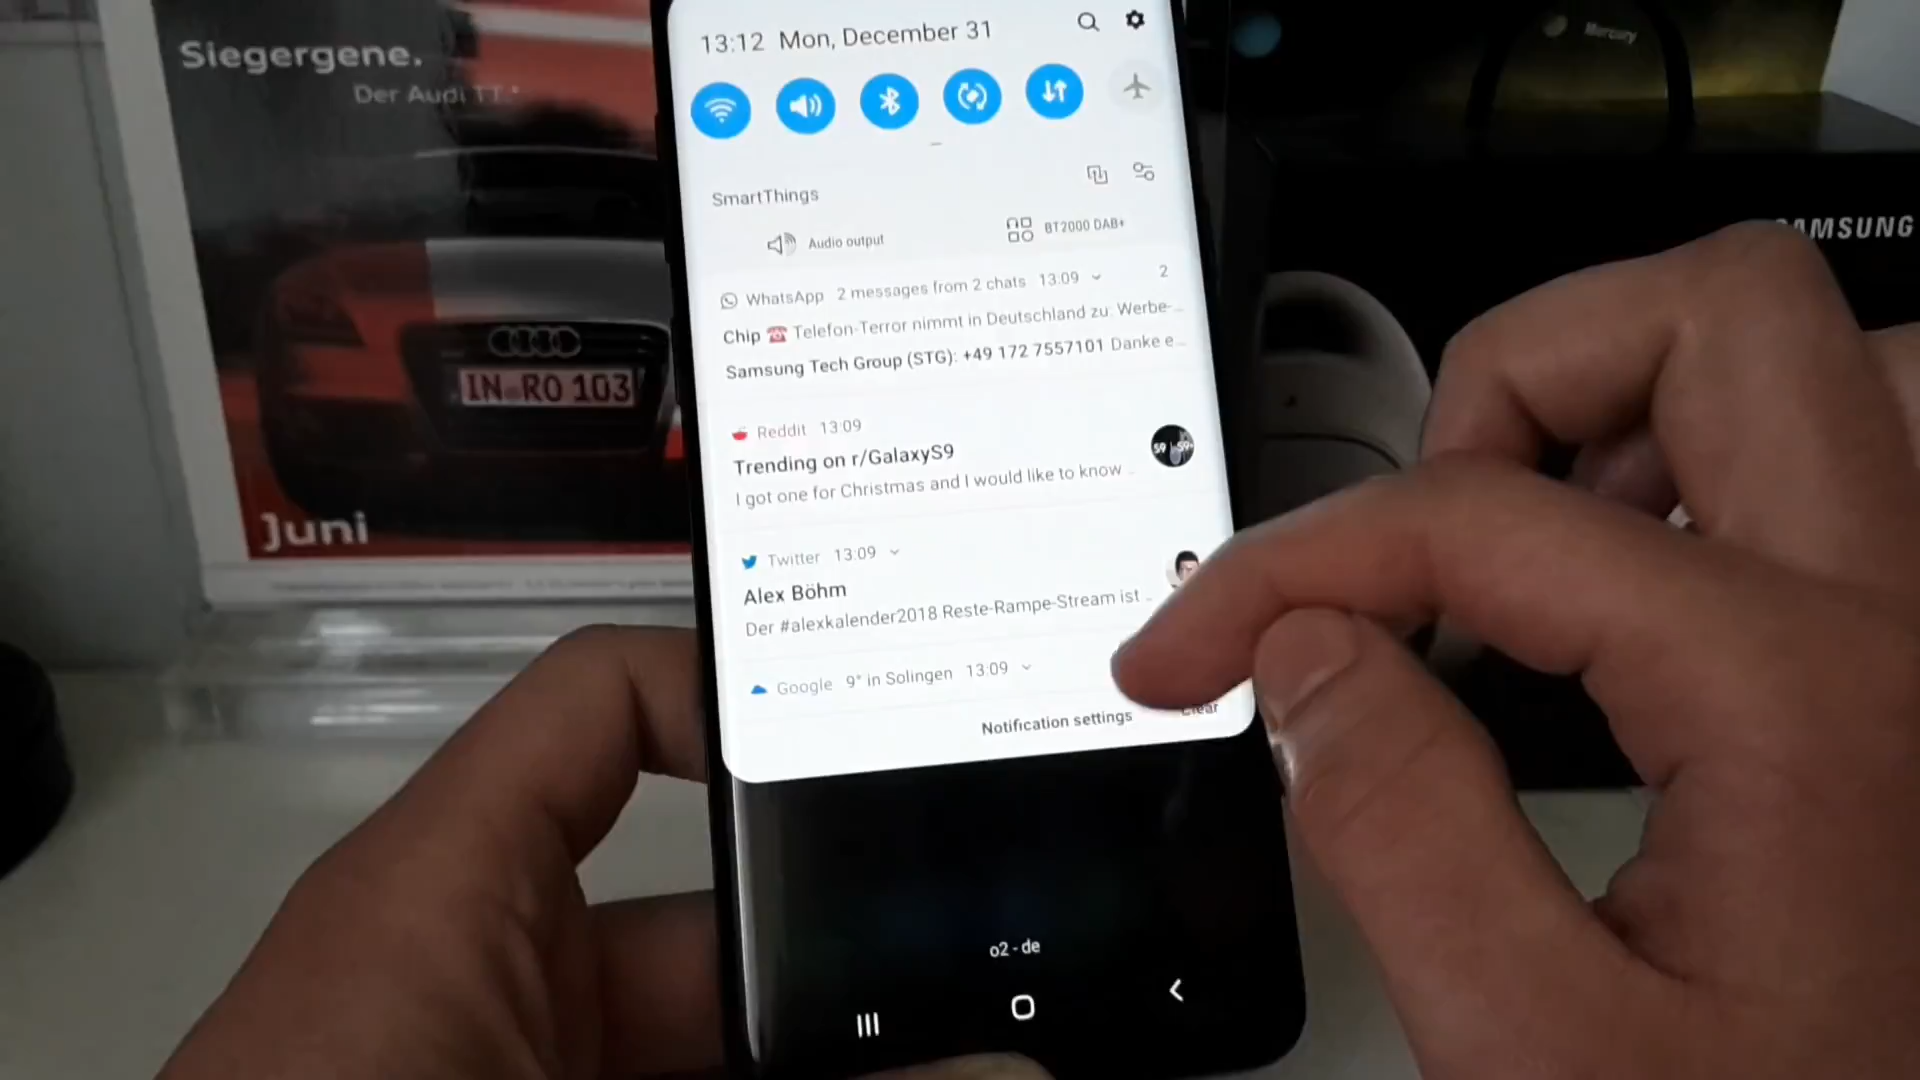 Siegergene.
Der Audi TT.
IN-RO 103
Juni
Mercury
SAMSUNG
13:12 Mon, December 31
SmartThings
Audio output
BT2000 DAB+
WhatsApp 2 messages from 2 chats 13:09 2
Chip ☎️ Telefon-Terror nimmt in Deutschland zu: Werbe-...
Samsung Tech Group (STG): +49 172 7557101 Danke e...
Reddit 13:09
Trending on r/GalaxyS9
I got one for Christmas and I would like to know ...
Twitter 13:09
Alex Böhm
Der #alexkalender2018 Reste-Rampe-Stream ist ...
Google 9° in Solingen 13:09
Notification settings
Clear
o2 - de